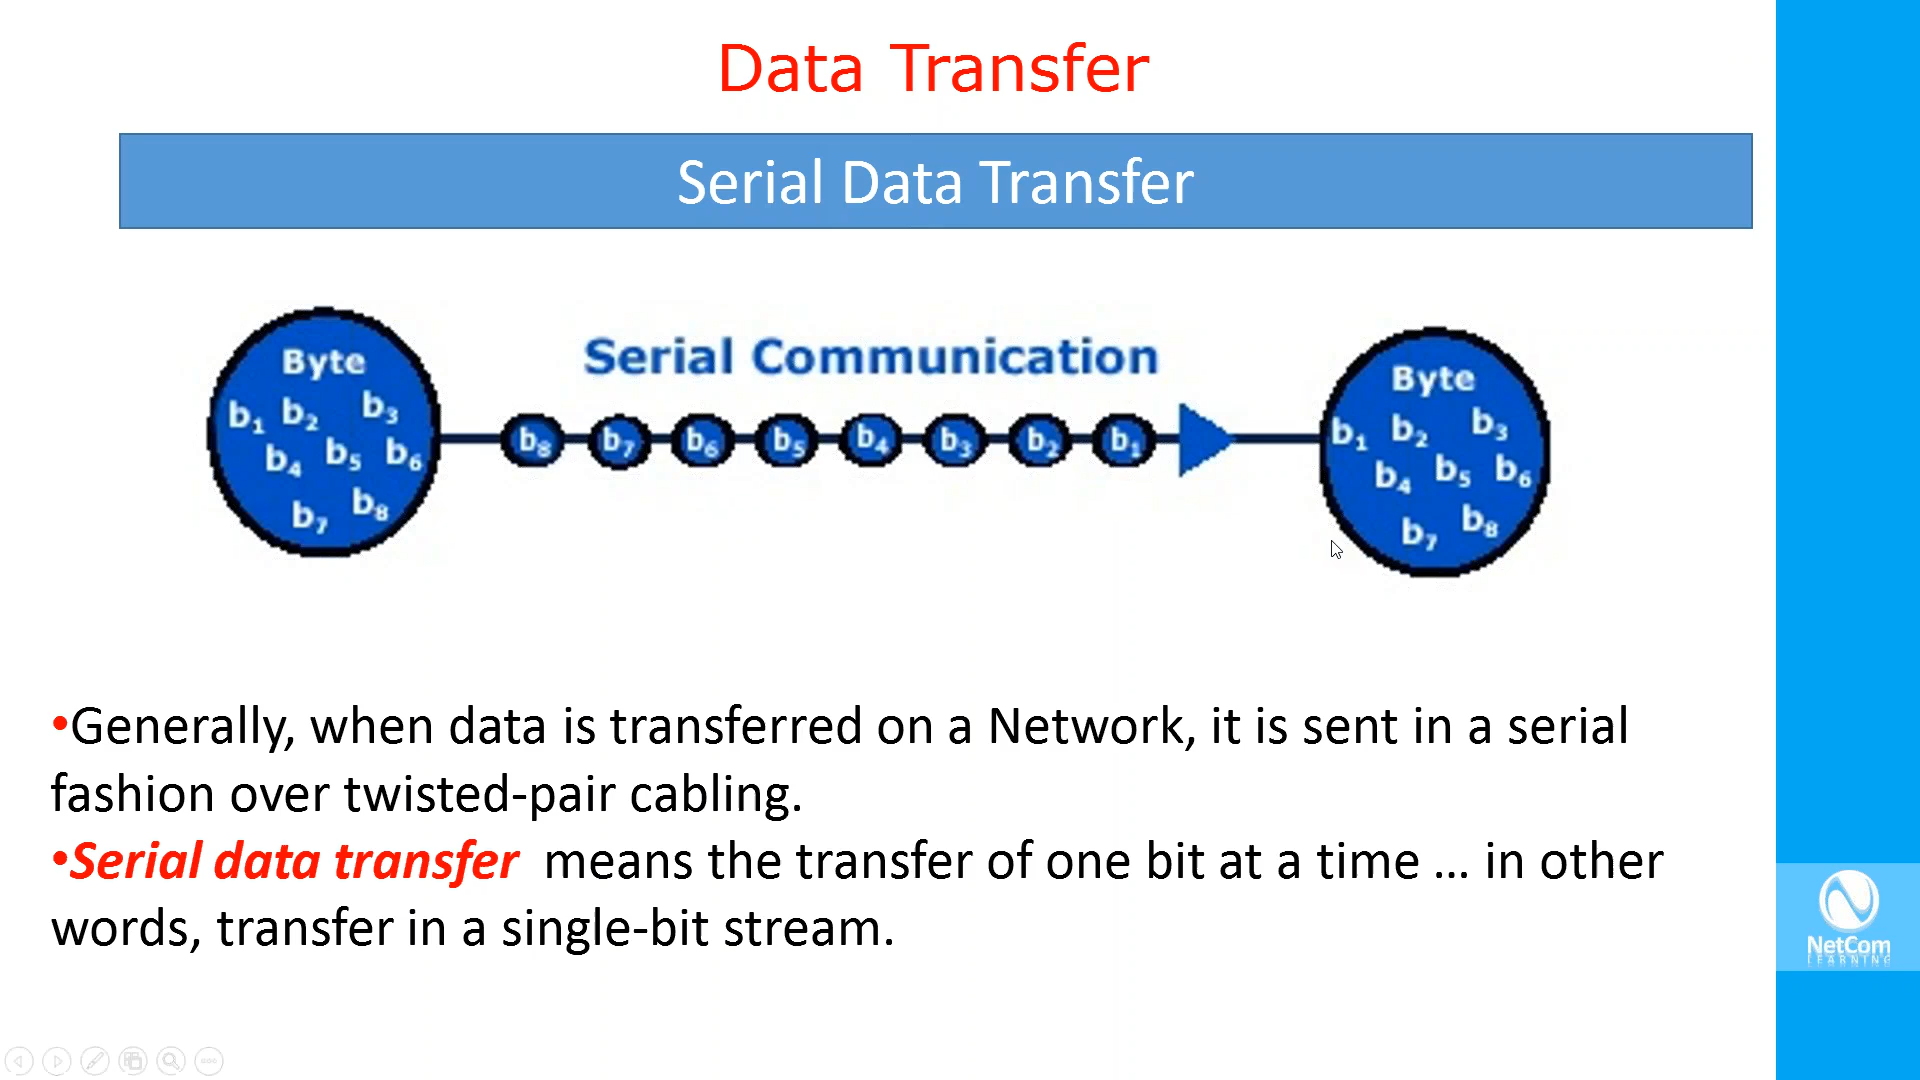 Data Transfer
Serial Data Transfer
Serial Communication
Byte
b1 b2 b3
b4 b5 b6
b7 b8
b8 b7 b6 b5 b4 b3 b2 b1
Byte
b1 b2 b3
b4 b5 b6
b7 b8
•Generally, when data is transferred on a Network, it is sent in a serial
fashion over twisted-pair cabling.
•Serial data transfer means the transfer of one bit at a time ... in other
words, transfer in a single-bit stream.
NetCom
LEARNING